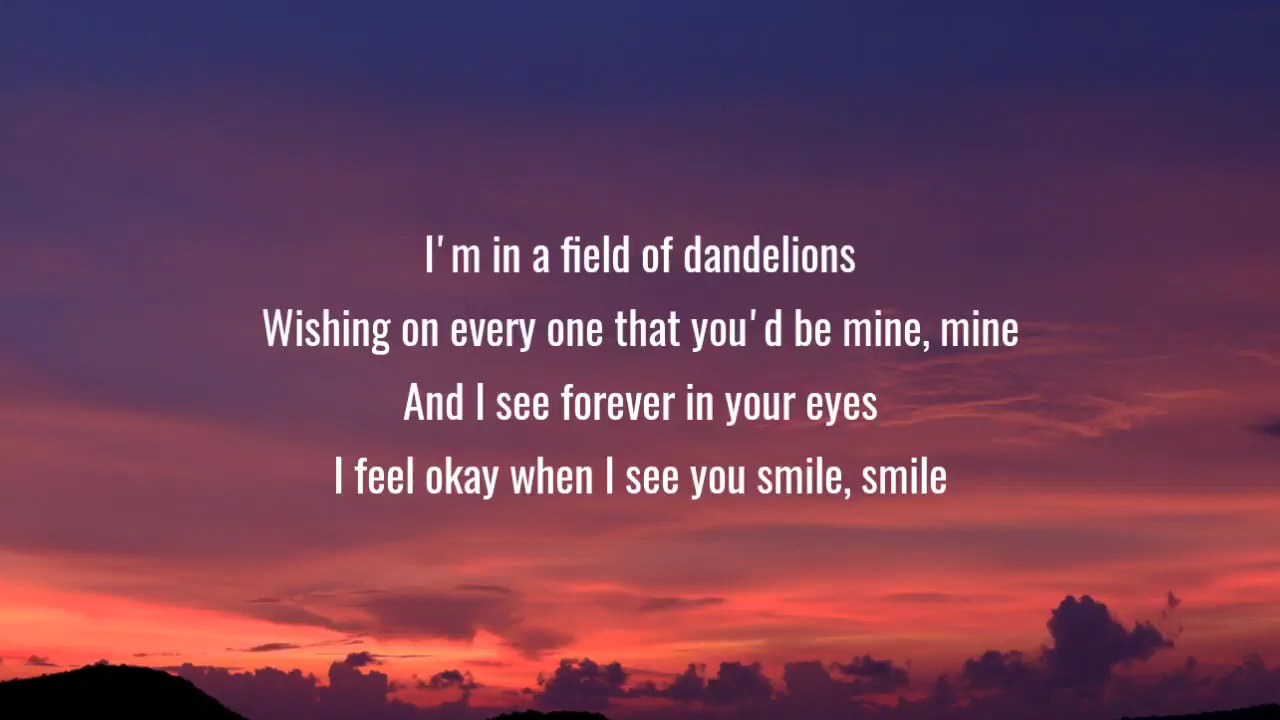 I'm in a field of dandelions
Wishing on every one that you'd be mine, mine
And I see forever in your eyes
I feel okay when I see you smile, smile